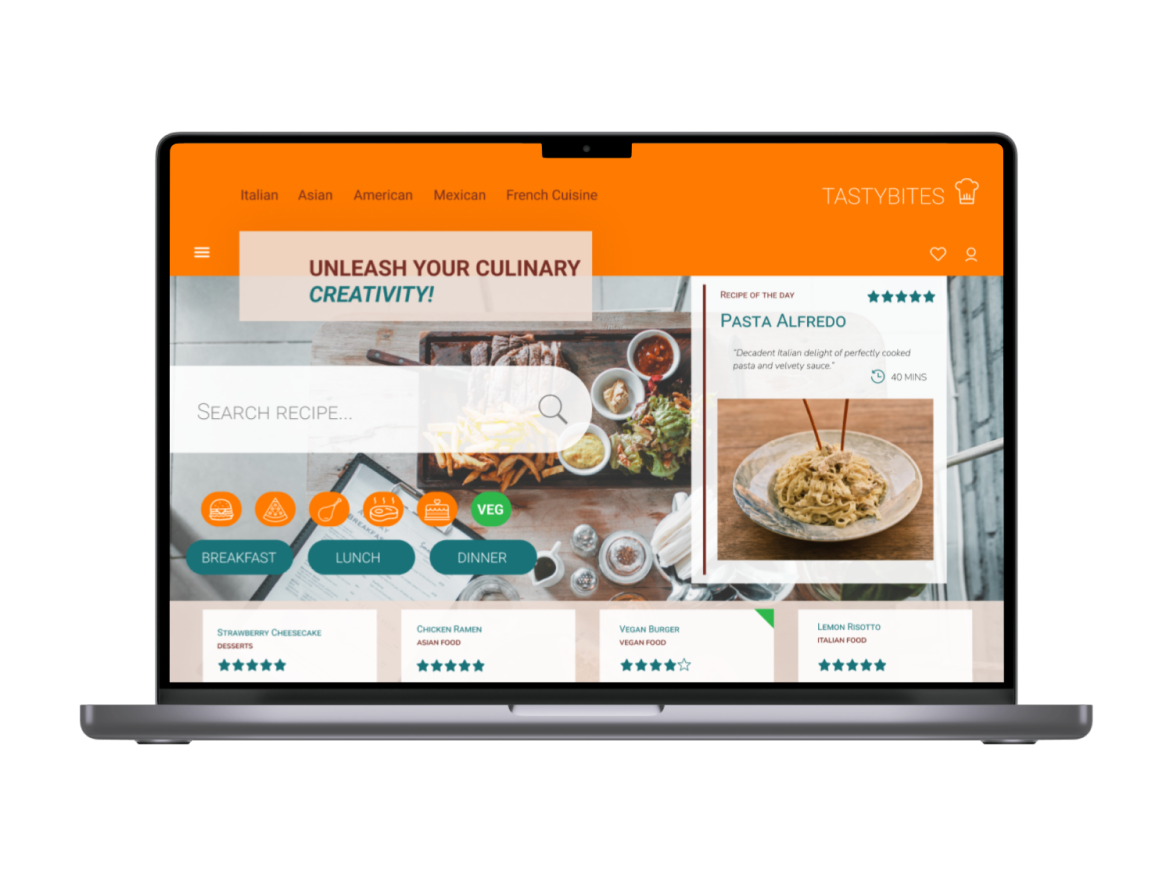 Italian Asian American Mexican French Cuisine
TASTYBITES
UNLEASH YOUR CULINARY
CREATIVITY!
RECIPE OF THE DAY
PASTA ALFREDO
"Decadent Italian delight of perfectly cooked
pasta and velvety sauce."
40 MINS
SEARCH RECIPE...
VEG
BREAKFAST
LUNCH
DINNER
STRAWBERRY CHEESECAKE
DESSERTS
CHICKEN RAMEN
ASIAN FOOD
VEGAN BURGER
VEGAN FOOD
LEMON RISOTTO
ITALIAN FOOD